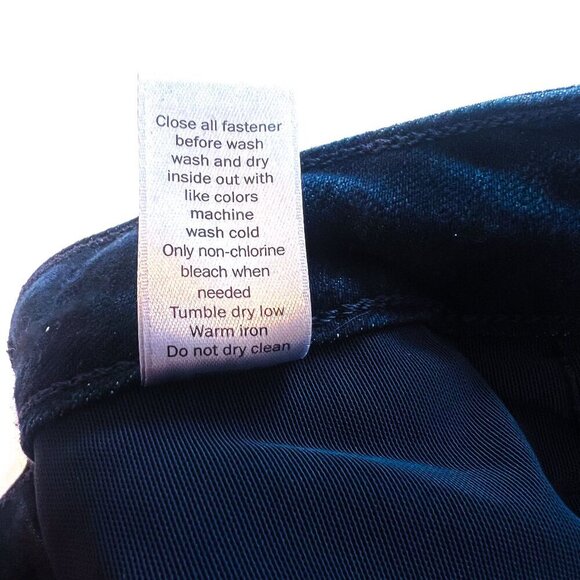 Close all fastener
before wash
wash and dry
inside out with
like colors
machine
wash cold
Only non-chlorine
bleach when
needed
Tumble dry low
Warm iron
Do not dry clean